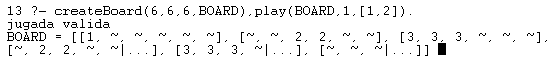 13 ?- createBoard(6,6,6,BOARD),play(BOARD,1,[1,2]).
jugada valida
BOARD = [[1, ~, ~, ~, ~, ~], [~, ~, 2, 2, ~, ~], [3, 3, 3, ~, ~, ~],
[~, 2, 2, ~, ~|...], [3, 3, 3, ~|...], [~, ~, ~|...]]